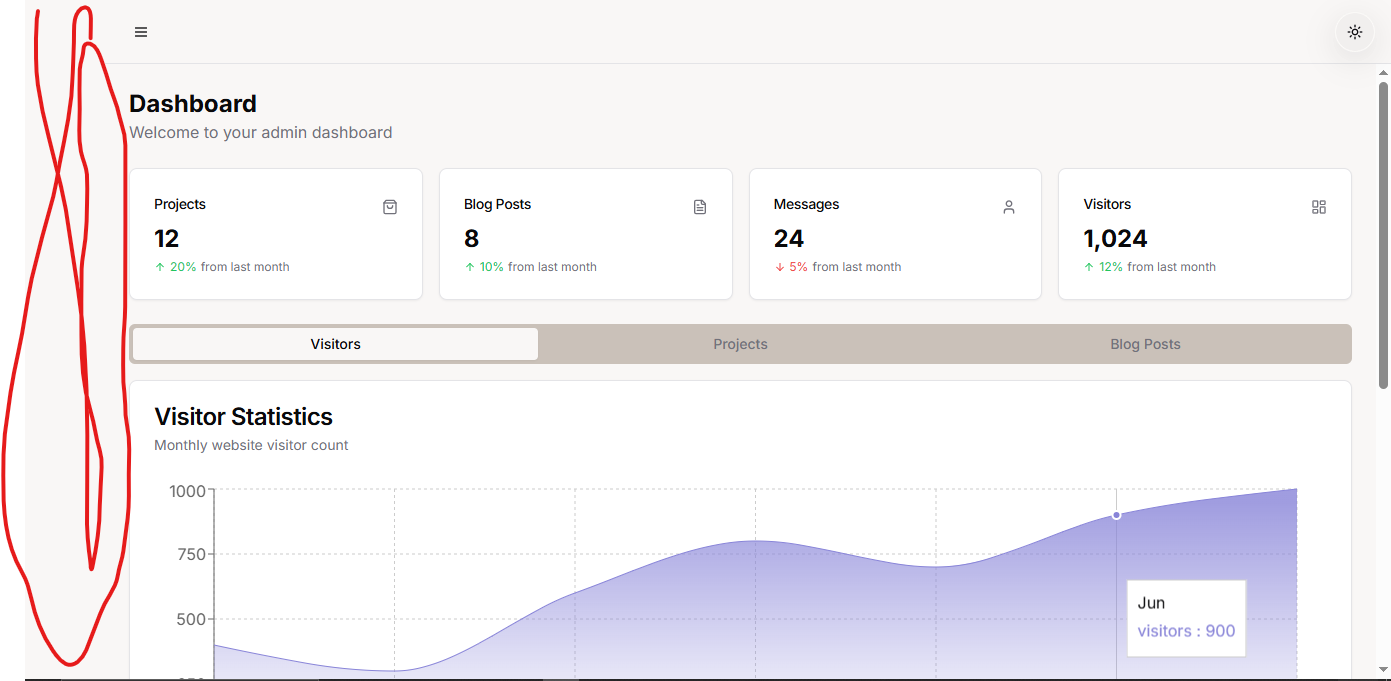 Dashboard
Welcome to your admin dashboard
Projects
12
↑ 20% from last month
Blog Posts
8
↑ 10% from last month
Messages
24
↓ 5% from last month
Visitors
1,024
↑ 12% from last month
Visitors
Projects
Blog Posts
Visitor Statistics
Monthly website visitor count
1000
750
500
Jun
visitors : 900